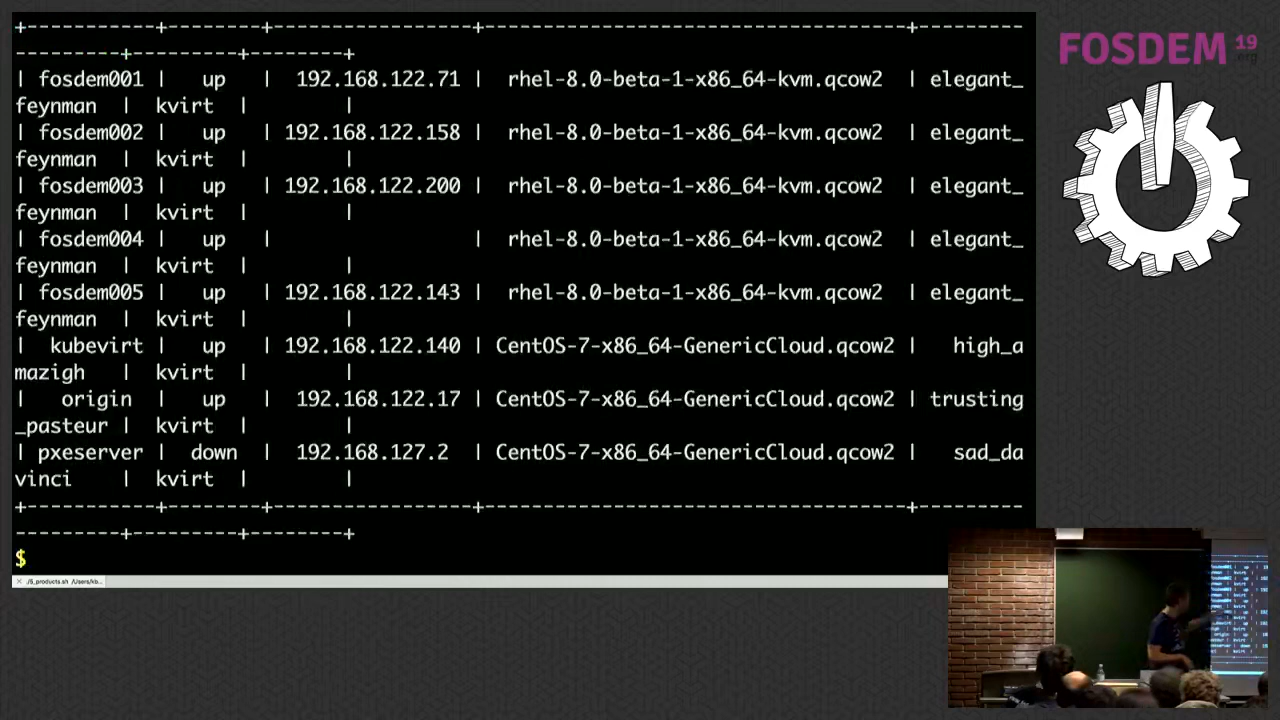 +---------+--------+-----------------+------------------------------------+---------
---------+---------+--------+
| fosdem001 | up | 192.168.122.71 | rhel-8.0-beta-1-x86_64-kvm.qcow2 | elegant_
feynman | kvirt | |
| fosdem002 | up | 192.168.122.158 | rhel-8.0-beta-1-x86_64-kvm.qcow2 | elegant_
feynman | kvirt | |
| fosdem003 | up | 192.168.122.200 | rhel-8.0-beta-1-x86_64-kvm.qcow2 | elegant_
feynman | kvirt | |
| fosdem004 | up | | rhel-8.0-beta-1-x86_64-kvm.qcow2 | elegant_
feynman | kvirt | |
| fosdem005 | up | 192.168.122.143 | rhel-8.0-beta-1-x86_64-kvm.qcow2 | elegant_
feynman | kvirt | |
| kubevirt | up | 192.168.122.140 | CentOS-7-x86_64-GenericCloud.qcow2 | high_a
mazigh | kvirt | |
| origin | up | 192.168.122.17 | CentOS-7-x86_64-GenericCloud.qcow2 | trusting
_pasteur | kvirt | |
| pxeserver | down | 192.168.127.2 | CentOS-7-x86_64-GenericCloud.qcow2 | sad_da
vinci | kvirt | |
+---------+--------+-----------------+------------------------------------+---------
---------+---------+--------+
$
./5_products.sh /Users/kb...
FOSDEM 19
.org